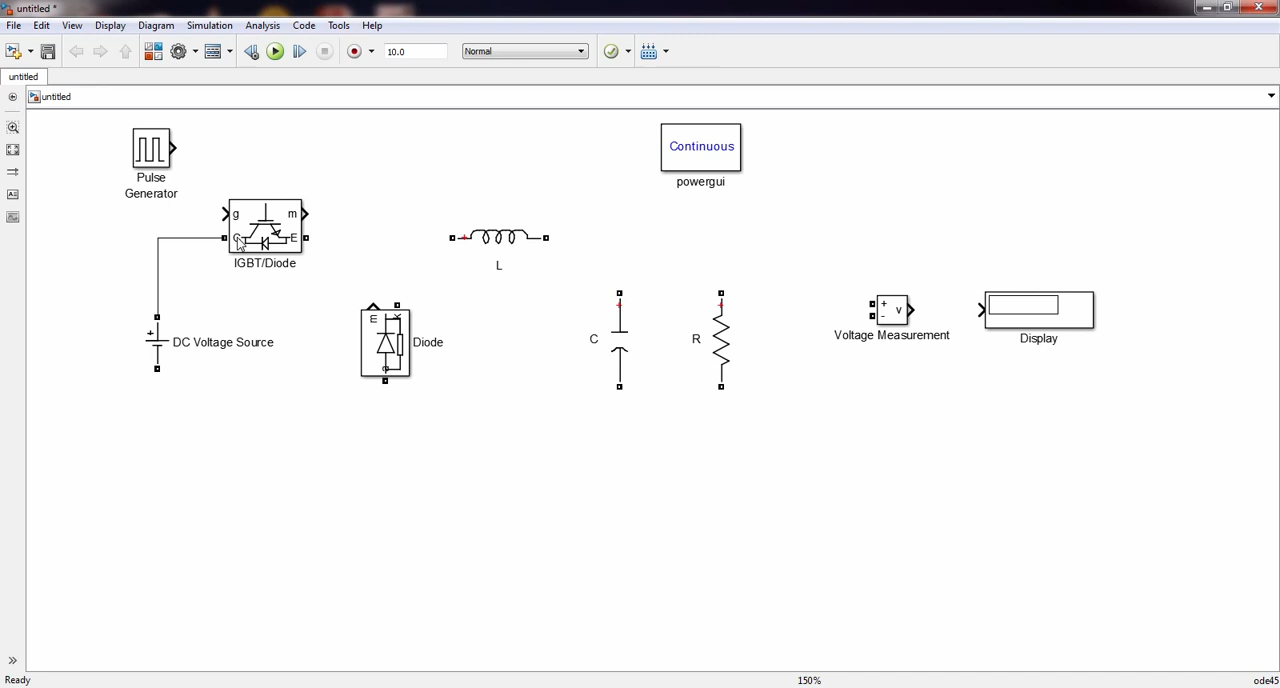 untitled *
File Edit View Display Diagram Simulation Analysis Code Tools Help
10.0 Normal
untitled
untitled
Pulse
Generator
Continuous
powergui
g m
C E
IGBT/Diode
L
DC Voltage Source
m k
a
Diode
C
R
+ v
-
Voltage Measurement
Display
Ready 150% ode45